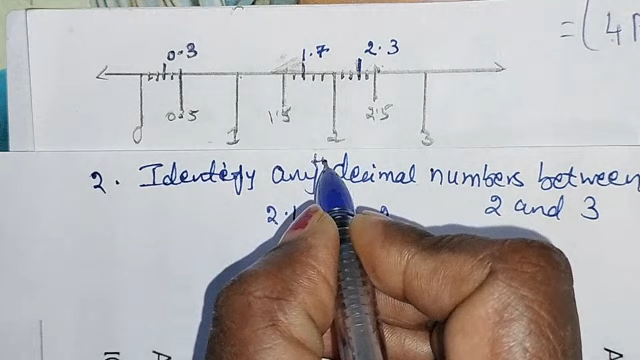 = (4
0.3 1.7 2.3
0.5 1.5 2.5
0 1 2 3
2. Identify any decimal numbers between
2.1 2 and 3